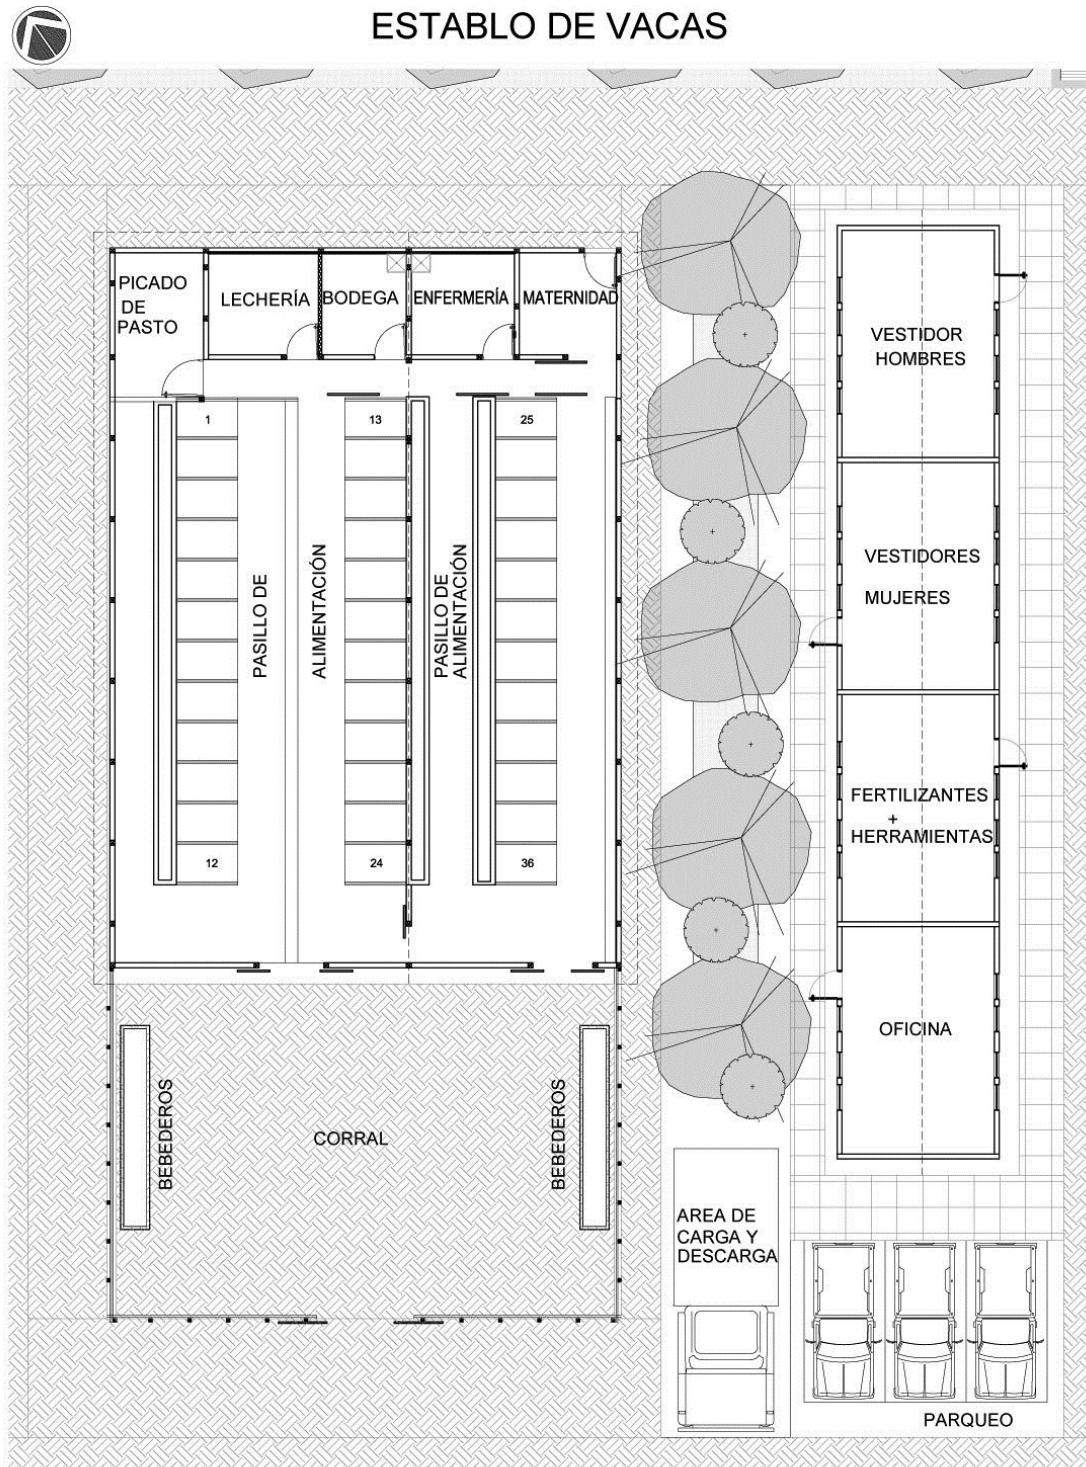 ESTABLO DE VACAS
PICADO
DE
PASTO
LECHERÍA
BODEGA
ENFERMERÍA
MATERNIDAD
1
13
25
PASILLO DE
ALIMENTACIÓN
PASILLO DE
ALIMENTACIÓN
12
24
36
BEBEDEROS
CORRAL
BEBEDEROS
VESTIDOR
HOMBRES
VESTIDORES
MUJERES
FERTILIZANTES
+
HERRAMIENTAS
OFICINA
AREA DE
CARGA Y
DESCARGA
PARQUEO